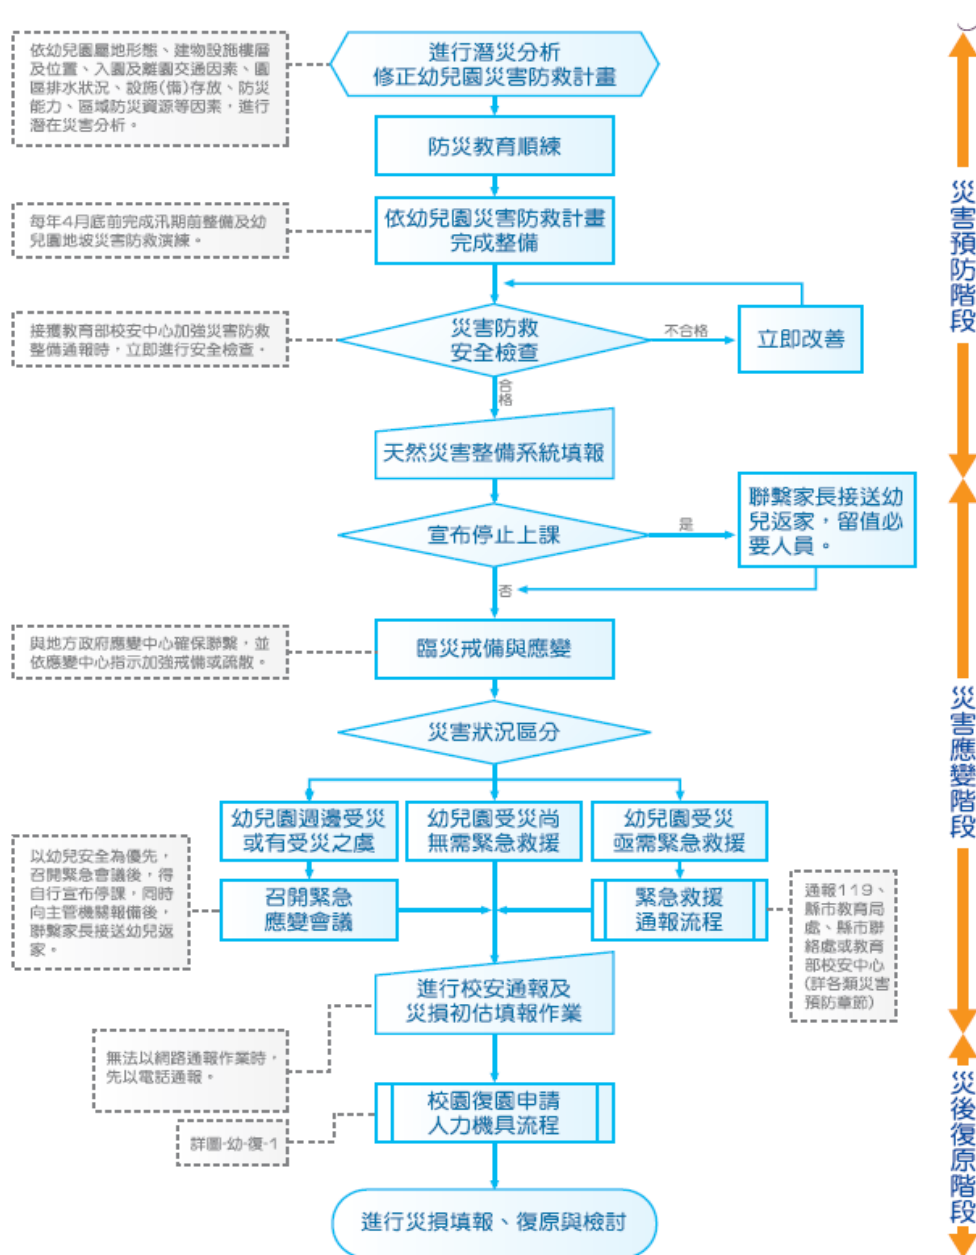 進行潛災分析
修正幼兒園災害防救計畫
依幼兒園屬地形態、建物設施樓層
及位置、入園及離園交通因素、園
區排水狀況、設施(備)存放、防災
能力、區域防災資源等因素，進行
潛在災害分析。
防災教育順練
依幼兒園災害防救計畫
完成整備
每年4月底前完成汛期前整備及幼
兒園地坡災害防救演練。
災害防救
安全檢查
接獲教育部校安中心加強災害防救
整備通報時，立即進行安全檢查。
不合格
立即改善
合格
天然災害整備系統填報
宣布停止上課
是
聯繫家長接送幼
兒返家，留值必
要人員。
否
臨災戒備與應變
與地方政府應變中心確保聯繫，並
依應變中心指示加強戒備或疏散。
災害狀況區分
幼兒園週邊受災
或有受災之虞
幼兒園受災尚
無需緊急救援
幼兒園受災
亟需緊急救援
召開緊急
應變會議
緊急救援
通報流程
以幼兒安全為優先，
召開緊急會議後，得
自行宣布停課，同時
向主管機關報備後，
聯繫家長接送幼兒返
家。
通報119、
縣市教育局
處、縣市聯
絡處或教育
部校安中心
(詳各類災害
預防章節)
進行校安通報及
災損初估填報作業
無法以網路通報作業時，
先以電話通報。
校園復園申請
人力機具流程
詳圖-幼-復-1
進行災損填報、復原與檢討
災害預防階段
災害應變階段
災後復原階段